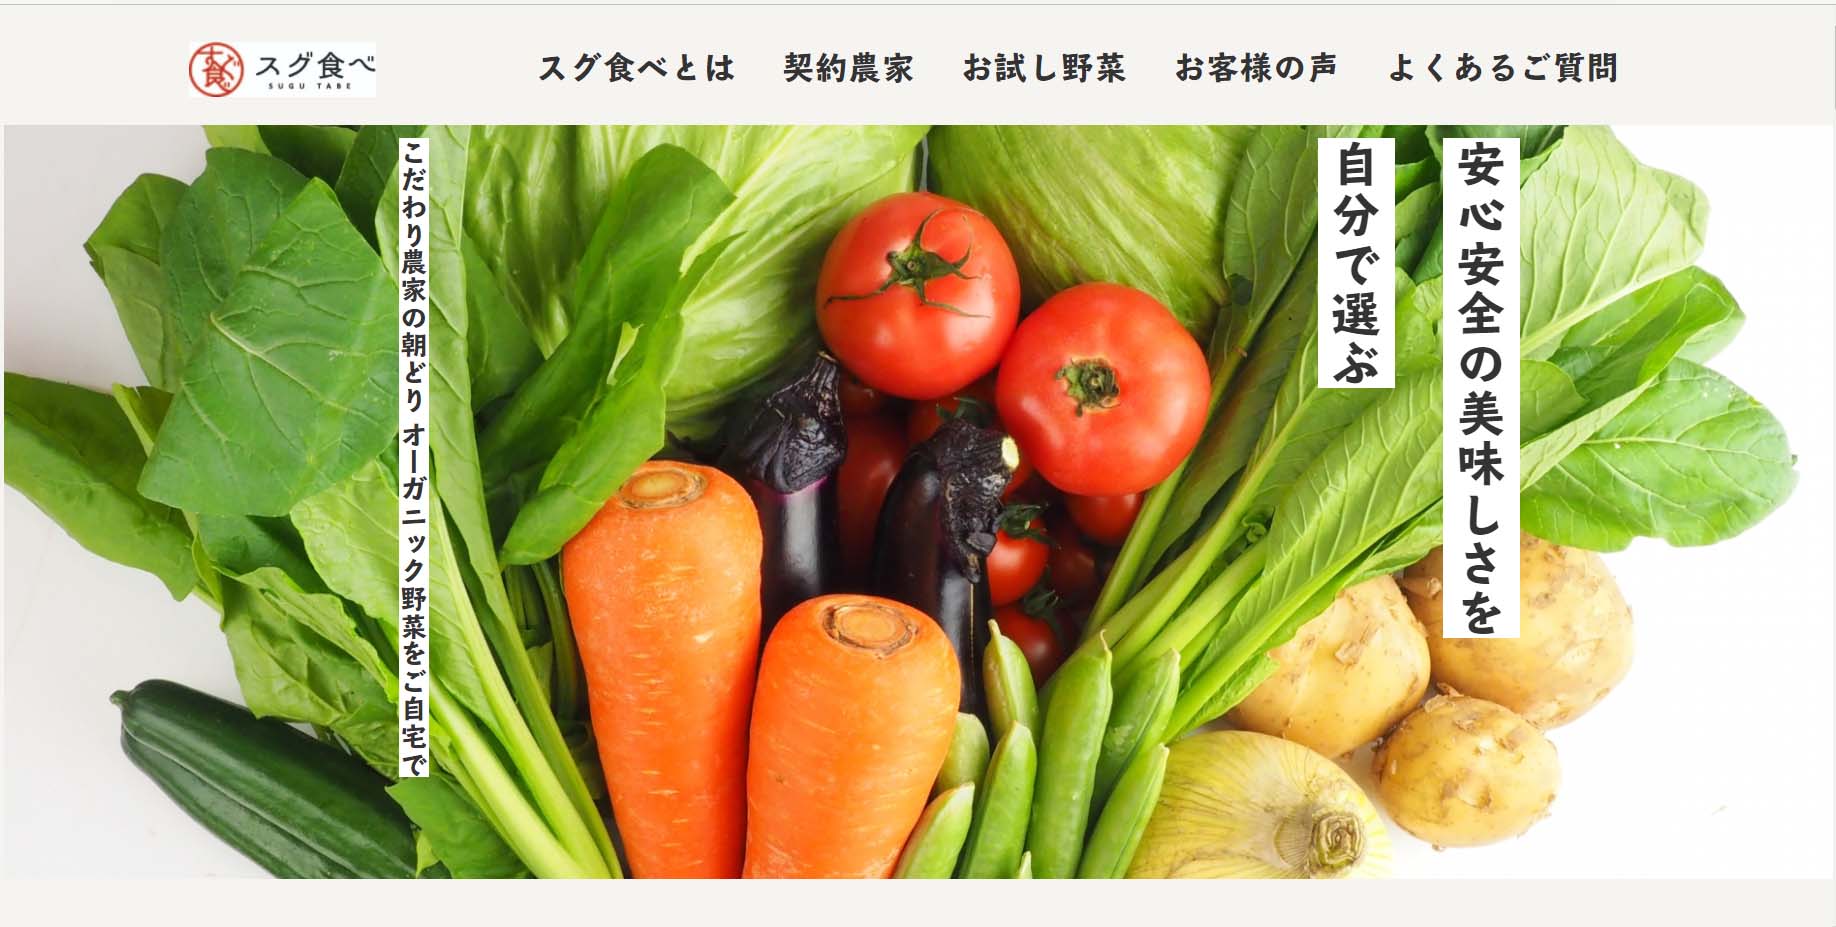 すぐ食べ
スグ食べ
SUGU TABE
スグ食べとは
契約農家
お試し野菜
お客様の声
よくあるご質問
安心安全の美味しさを
自分で選ぶ
こだわり農家の朝どりオーガニック野菜をご自宅で